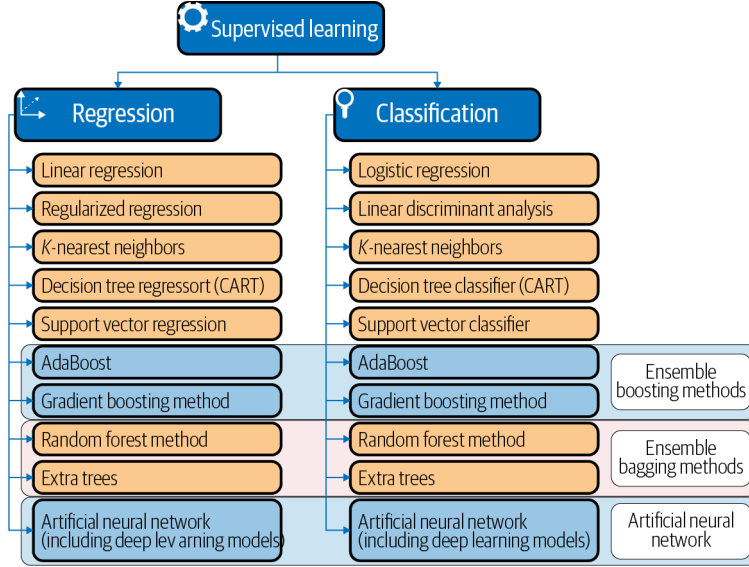 Supervised learning
Regression
Classification
Linear regression
Regularized regression
K-nearest neighbors
Decision tree regressort (CART)
Support vector regression
AdaBoost
Gradient boosting method
Random forest method
Extra trees
Artificial neural network
(including deep lev arning models)
Logistic regression
Linear discriminant analysis
K-nearest neighbors
Decision tree classifier (CART)
Support vector classifier
AdaBoost
Gradient boosting method
Random forest method
Extra trees
Artificial neural network
(including deep learning models)
Ensemble
boosting methods
Ensemble
bagging methods
Artificial neural
network